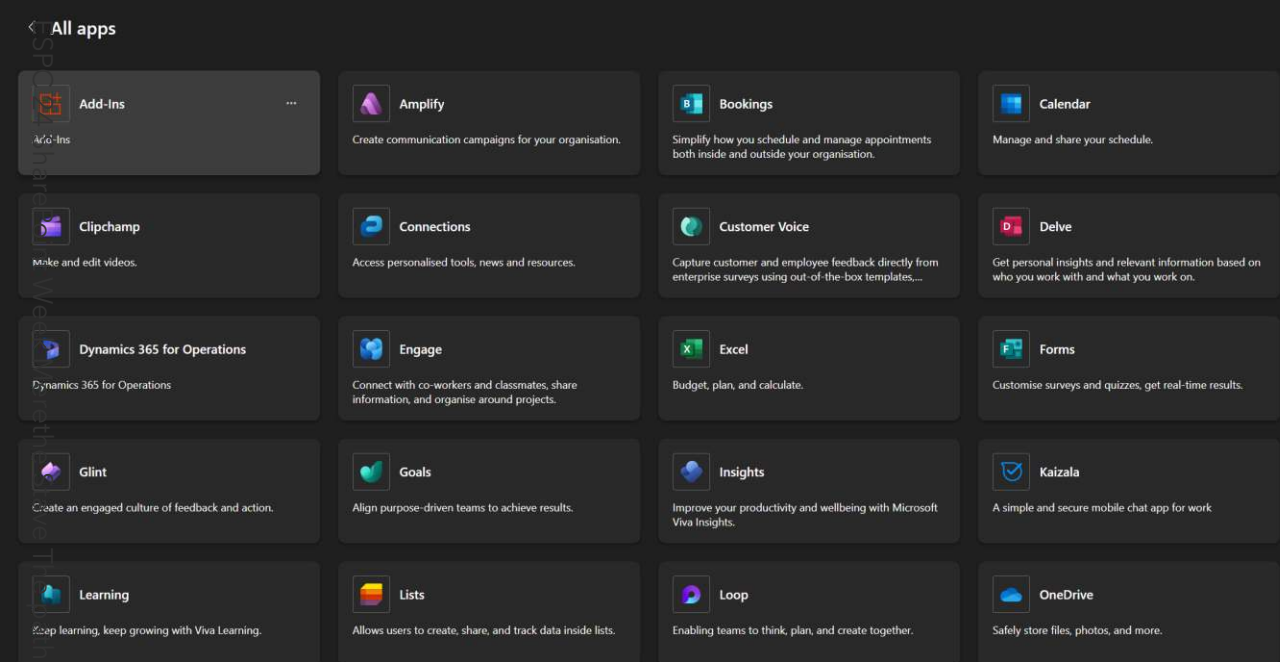 All apps
Add-Ins
...
Add-Ins
Amplify
Create communication campaigns for your organisation.
B
Bookings
Simplify how you schedule and manage appointments
both inside and outside your organisation.
Calendar
Manage and share your schedule.
Clipchamp
Make and edit videos.
Connections
Access personalised tools, news and resources.
Customer Voice
Capture customer and employee feedback directly from
enterprise surveys using out-of-the-box templates,...
D
Delve
Get personal insights and relevant information based on
who you work with and what you work on.
Dynamics 365 for Operations
Dynamics 365 for Operations
Engage
Connect with co-workers and classmates, share
information, and organise around projects.
X
Excel
Budget, plan, and calculate.
F
Forms
Customise surveys and quizzes, get real-time results.
Glint
Create an engaged culture of feedback and action.
Goals
Align purpose-driven teams to achieve results.
Insights
Improve your productivity and wellbeing with Microsoft
Viva Insights.
Kaizala
A simple and secure mobile chat app for work
Learning
Keep learning, keep growing with Viva Learning.
Lists
Allows users to create, share, and track data inside lists.
Loop
Enabling teams to think, plan, and create together.
OneDrive
Safely store files, photos, and more.